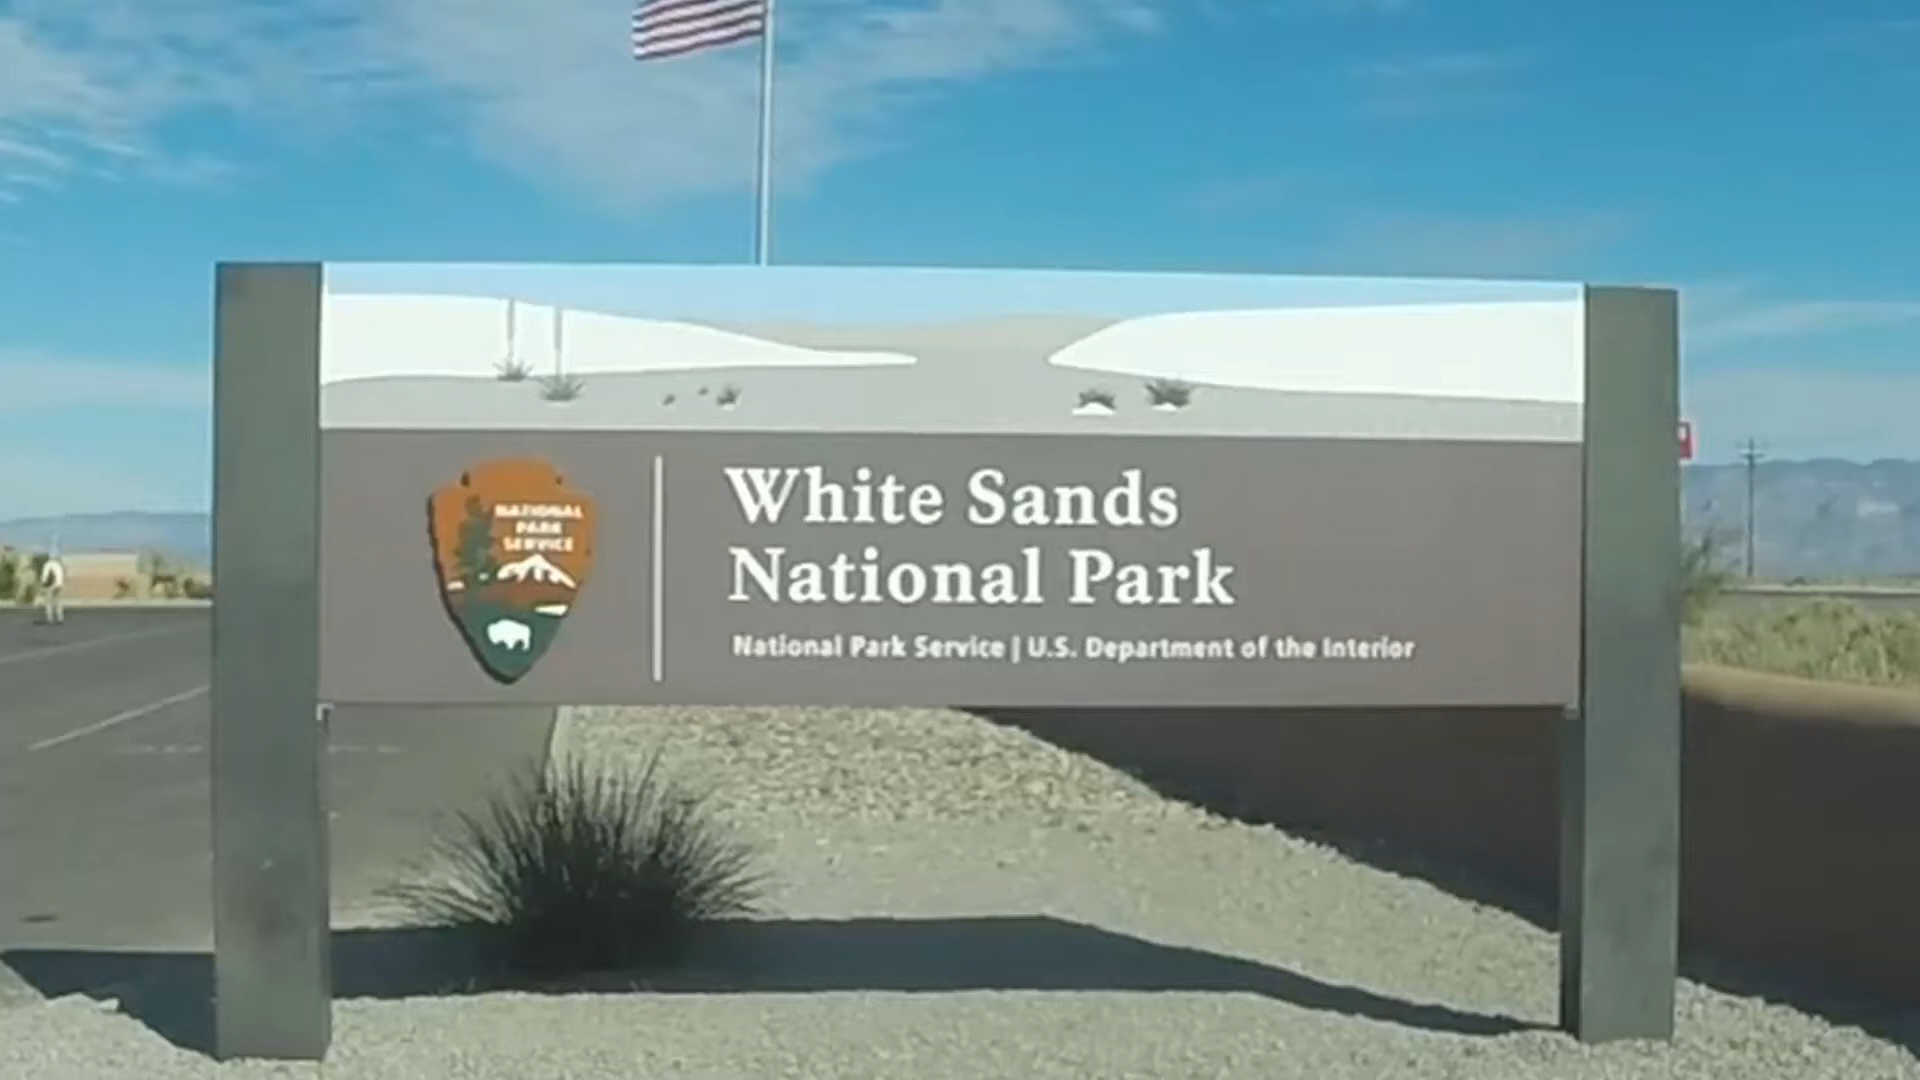 NATIONAL
PARK
SERVICE
White Sands
National Park
National Park Service | U.S. Department of the Interior